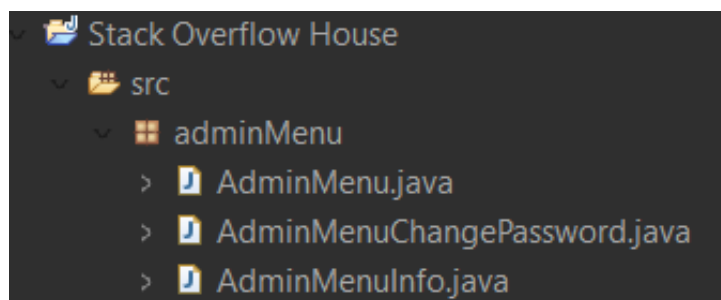 Stack Overflow House
src
adminMenu
AdminMenu.java
AdminMenuChangePassword.java
AdminMenuInfo.java